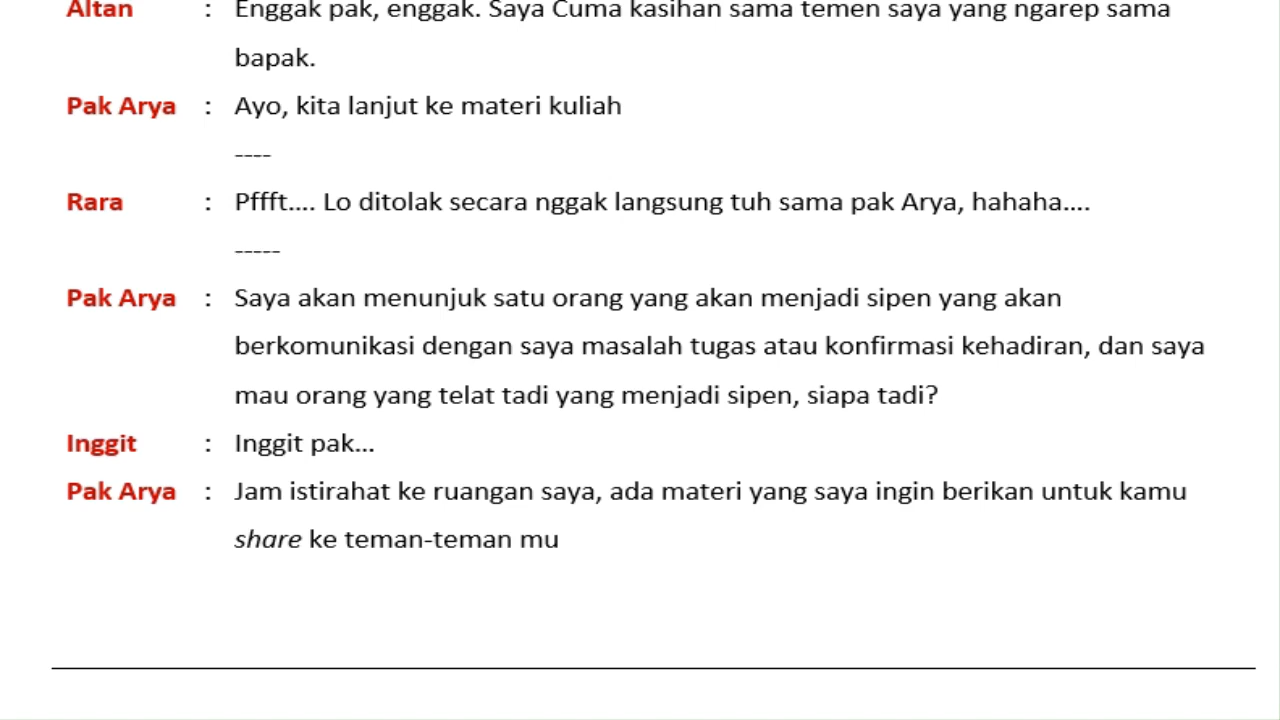 Altan : Enggak pak, enggak. Saya Cuma kasihan sama temen saya yang ngarep sama
bapak.
Pak Arya : Ayo, kita lanjut ke materi kuliah
----
Rara : Pffft.... Lo ditolak secara nggak langsung tuh sama pak Arya, hahaha....
-----
Pak Arya : Saya akan menunjuk satu orang yang akan menjadi sipen yang akan
berkomunikasi dengan saya masalah tugas atau konfirmasi kehadiran, dan saya
mau orang yang telat tadi yang menjadi sipen, siapa tadi?
Inggit : Inggit pak...
Pak Arya : Jam istirahat ke ruangan saya, ada materi yang saya ingin berikan untuk kamu
share ke teman-teman mu